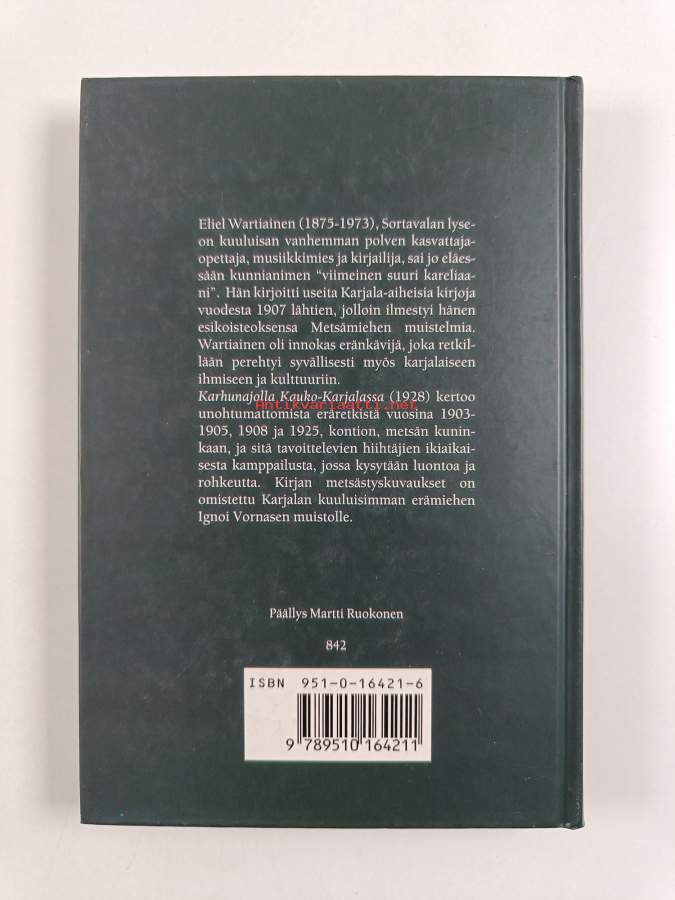 Eliel Wartiainen (1875-1973), Sortavalan lyse-
on kuuluisan vanhemman polven kasvattaja-
opettaja, musiikkimies ja kirjailija, sai jo eläes-
sään kunnianimen “viimeinen suuri kareliaa-
ni”. Hän kirjoitti useita Karjala-aiheisia kirjoja
vuodesta 1907 lähtien, jolloin ilmestyi hänen
esikoisteoksensa Metsämiehen muistelmia.
Wartiainen oli innokas eränkävijä, joka retkil-
lään perehtyi syvällisesti myös karjalaiseen
ihmiseen ja kulttuuriin.
Karhunajolla Kauko-Karjalassa (1928) kertoo
Antikvariaatti.net
unohtumattomista eräretkistä vuosina 1903-
1905, 1908 ja 1925, kontion, metsän kunin-
kaan, ja sitä tavoittelevien hiihtäjien ikiaikai-
sesta kamppailusta, jossa kysytään luontoa ja
rohkeutta. Kirjan metsästyskuvaukset on
omistettu Karjalan kuuluisimman erämiehen
Ignoi Vornasen muistolle.
Päällys Martti Ruokonen
842
ISBN 951-0-16421-6
9 789510 164211